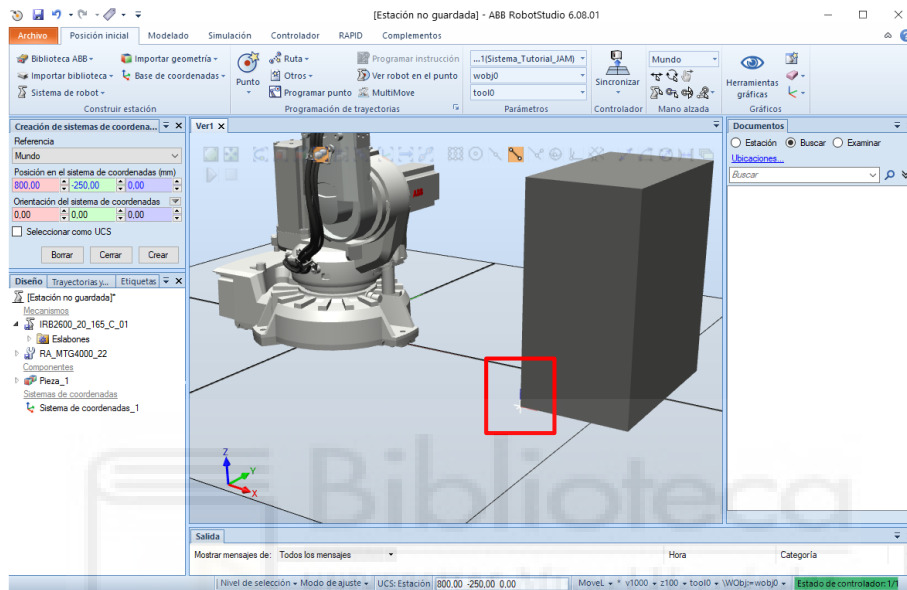 [Estación no guardada] - ABB RobotStudio 6.08.01
Archivo Posición inicial Modelado Simulación Controlador RAPID Complementos
Biblioteca ABB Importar geometría Ruta Programar instrucción ...1(Sistema_Tutorial_JAM) Mundo
Importar biblioteca Base de coordenadas Punto Otros Ver robot en el punto wobj0 Sincronizar Herramientas gráficas
Sistema de robot Programar punto MultiMove tool0
Construir estación Programación de trayectorias Parámetros Controlador Mano alzada Gráficos
Creación de sistemas de coordena...
Referencia
Mundo
Posición en el sistema de coordenadas (mm)
800,00 -250,00 0,00
Orientación del sistema de coordenadas
0,00 0,00 0,00
Seleccionar como UCS
Borrar Cerrar Crear
Diseño Trayectorias y... Etiquetas
[Estación no guardada]*
Mecanismos
IRB2600_20_165_C_01
Eslabones
RA_MTG4000_22
Componentes
Pieza_1
Sistemas de coordenadas
Sistema de coordenadas_1
Ver1
ABB
Z
Y
X
Documentos
Estación Buscar Examinar
Ubicaciones...
Buscar
Biblioteca
Salida
Mostrar mensajes de: Todos los mensajes Hora Categoría
Nivel de selección Modo de ajuste UCS: Estación 800,00 -250,00 0,00 MoveL * v1000 z100 tool0 \WObj:=wobj0 Estado de controlador: 1/1